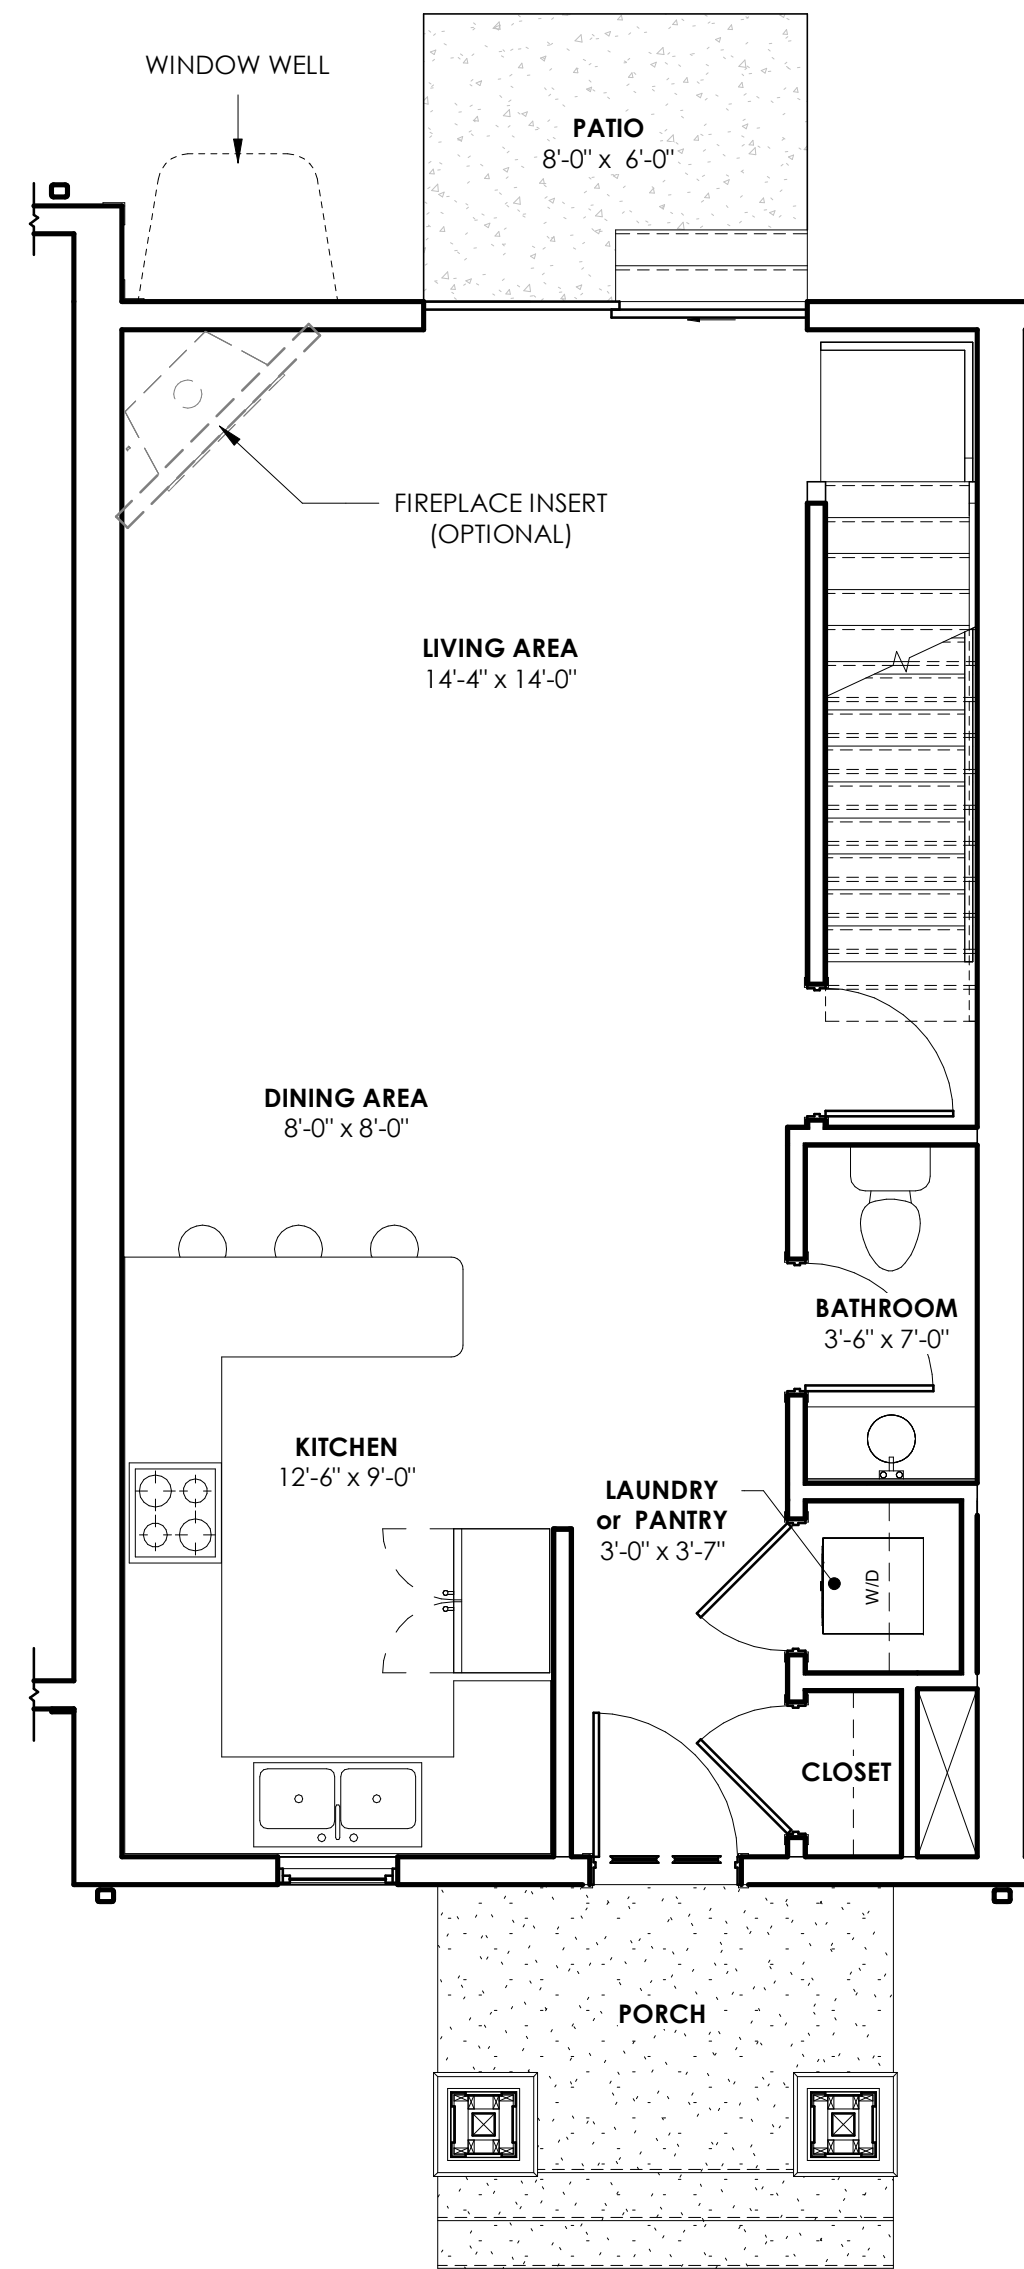 WINDOW WELL
PATIO
8'-0" x 6'-0"
FIREPLACE INSERT
(OPTIONAL)
LIVING AREA
14'-4" x 14'-0"
DINING AREA
8'-0" x 8'-0"
BATHROOM
3'-6" x 7'-0"
KITCHEN
12'-6" x 9'-0"
LAUNDRY
or PANTRY
3'-0" x 3'-7"
W/D
CLOSET
PORCH